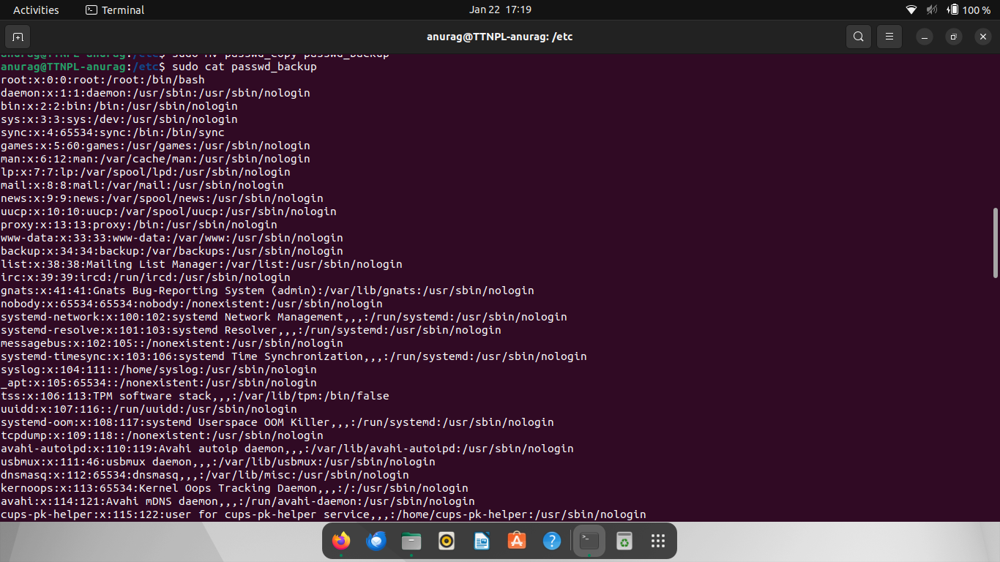 Activities
Terminal
Jan 22 17:19
100 %
anurag@TTNPL-anurag: /etc
anurag@TTNPL-anurag:/etc$ sudo mv passwd_copy passwd_backup
anurag@TTNPL-anurag:/etc$ sudo cat passwd_backup
root:x:0:0:root:/root:/bin/bash
daemon:x:1:1:daemon:/usr/sbin:/usr/sbin/nologin
bin:x:2:2:bin:/bin:/usr/sbin/nologin
sys:x:3:3:sys:/dev:/usr/sbin/nologin
sync:x:4:65534:sync:/bin:/bin/sync
games:x:5:60:games:/usr/games:/usr/sbin/nologin
man:x:6:12:man:/var/cache/man:/usr/sbin/nologin
lp:x:7:7:lp:/var/spool/lpd:/usr/sbin/nologin
mail:x:8:8:mail:/var/mail:/usr/sbin/nologin
news:x:9:9:news:/var/spool/news:/usr/sbin/nologin
uucp:x:10:10:uucp:/var/spool/uucp:/usr/sbin/nologin
proxy:x:13:13:proxy:/bin:/usr/sbin/nologin
www-data:x:33:33:www-data:/var/www:/usr/sbin/nologin
backup:x:34:34:backup:/var/backups:/usr/sbin/nologin
list:x:38:38:Mailing List Manager:/var/list:/usr/sbin/nologin
irc:x:39:39:ircd:/run/ircd:/usr/sbin/nologin
gnats:x:41:41:Gnats Bug-Reporting System (admin):/var/lib/gnats:/usr/sbin/nologin
nobody:x:65534:65534:nobody:/nonexistent:/usr/sbin/nologin
systemd-network:x:100:102:systemd Network Management,,,:/run/systemd:/usr/sbin/nologin
systemd-resolve:x:101:103:systemd Resolver,,,:/run/systemd:/usr/sbin/nologin
messagebus:x:102:105::/nonexistent:/usr/sbin/nologin
systemd-timesync:x:103:106:systemd Time Synchronization,,,:/run/systemd:/usr/sbin/nologin
syslog:x:104:111::/home/syslog:/usr/sbin/nologin
_apt:x:105:65534::/nonexistent:/usr/sbin/nologin
tss:x:106:113:TPM software stack,,,:/var/lib/tpm:/bin/false
uuidd:x:107:116::/run/uuidd:/usr/sbin/nologin
systemd-oom:x:108:117:systemd Userspace OOM Killer,,,:/run/systemd:/usr/sbin/nologin
tcpdump:x:109:118::/nonexistent:/usr/sbin/nologin
avahi-autoipd:x:110:119:Avahi autoip daemon,,,:/var/lib/avahi-autoipd:/usr/sbin/nologin
usbmux:x:111:46:usbmux daemon,,,:/var/lib/usbmux:/usr/sbin/nologin
dnsmasq:x:112:65534:dnsmasq,,,:/var/lib/misc:/usr/sbin/nologin
kernoops:x:113:65534:Kernel Oops Tracking Daemon,,,:/:/usr/sbin/nologin
avahi:x:114:121:Avahi mDNS daemon,,,:/run/avahi-daemon:/usr/sbin/nologin
cups-pk-helper:x:115:122:user for cups-pk-helper service,,,:/home/cups-pk-helper:/usr/sbin/nologin